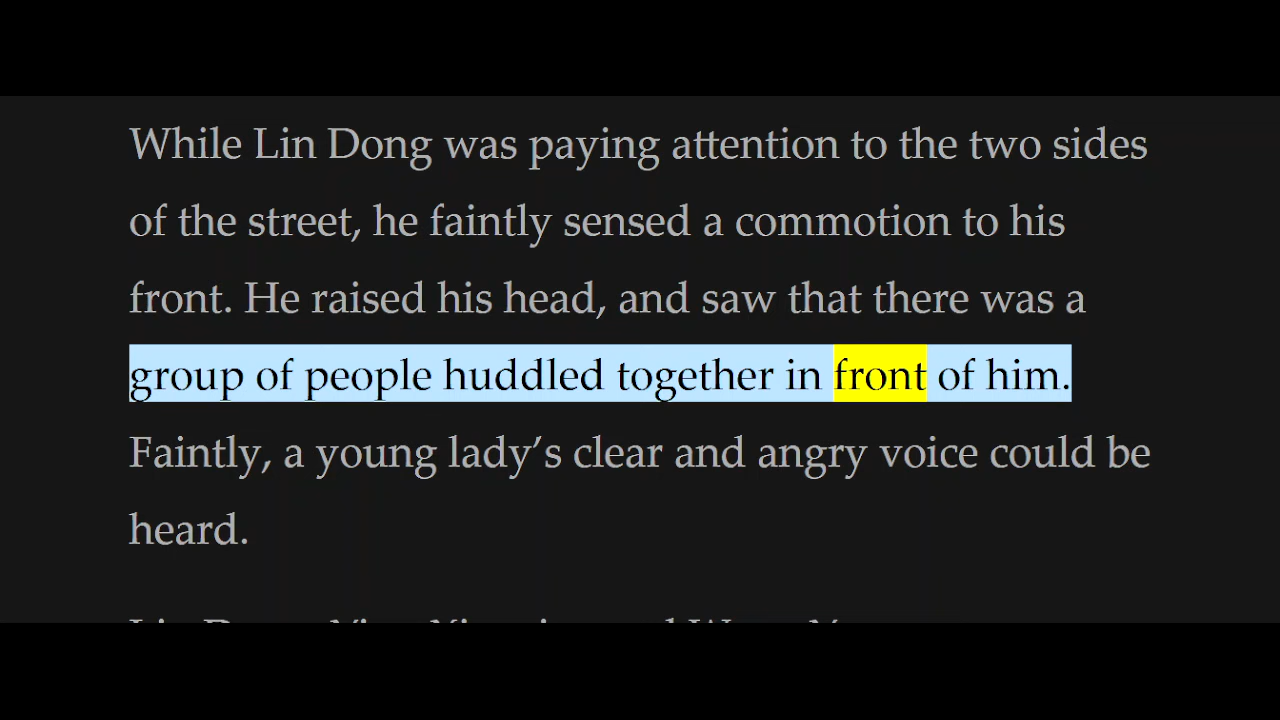 While Lin Dong was paying attention to the two sides
of the street, he faintly sensed a commotion to his
front. He raised his head, and saw that there was a
group of people huddled together in front of him.
Faintly, a young lady’s clear and angry voice could be
heard.